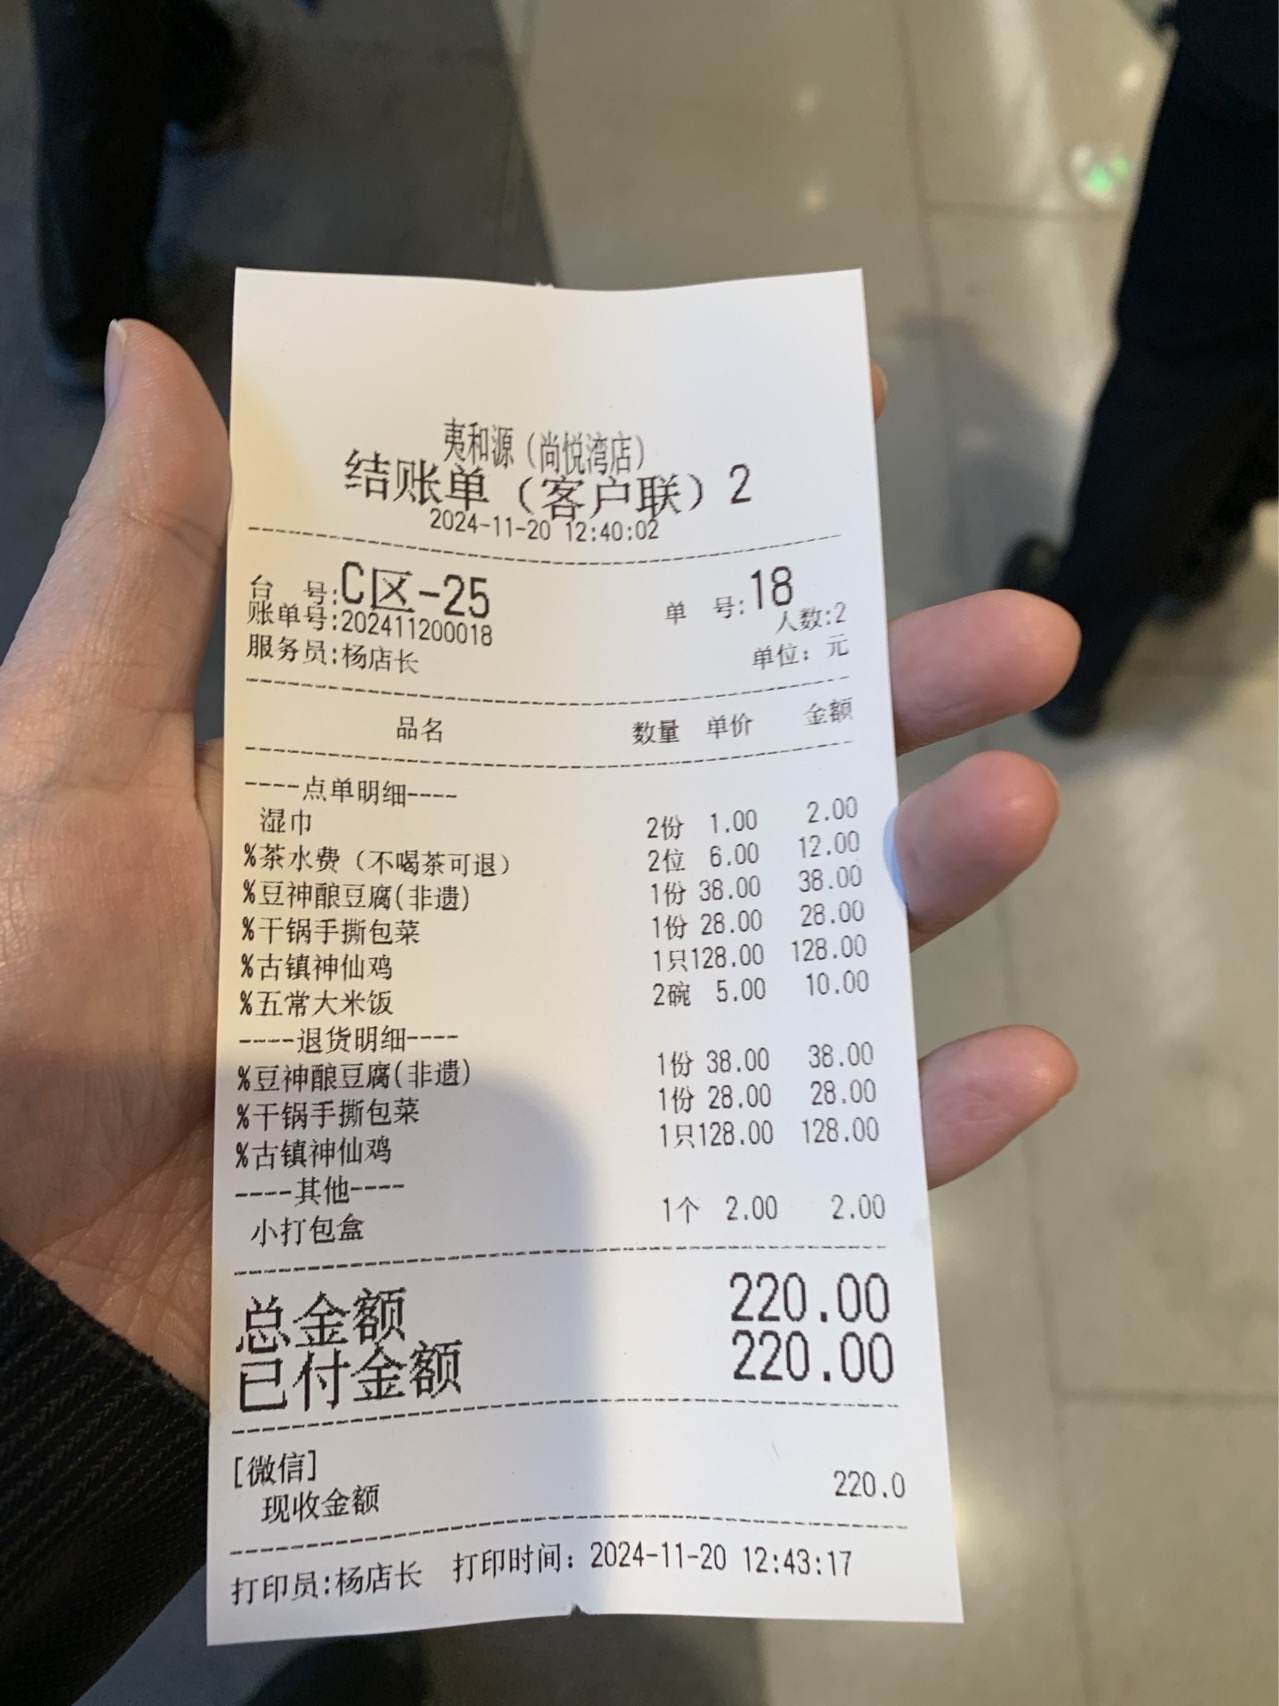 夷和源（尚悦湾店）
结账单（客户联）2
2024-11-20 12:40:02
台 号:C区-25 单 号:18
账单号:202411200018 人数:2
服务员:杨店长 单位：元
品名 数量 单价 金额
----点单明细----
湿巾 2份 1.00 2.00
%茶水费（不喝茶可退） 2位 6.00 12.00
%豆神酿豆腐(非遗) 1份 38.00 38.00
%干锅手撕包菜 1份 28.00 28.00
%古镇神仙鸡 1只128.00 128.00
%五常大米饭 2碗 5.00 10.00
----退货明细----
%豆神酿豆腐(非遗) 1份 38.00 38.00
%干锅手撕包菜 1份 28.00 28.00
%古镇神仙鸡 1只128.00 128.00
----其他----
小打包盒 1个 2.00 2.00
总金额 220.00
已付金额 220.00
[微信]
现收金额 220.0
打印员:杨店长 打印时间：2024-11-20 12:43:17